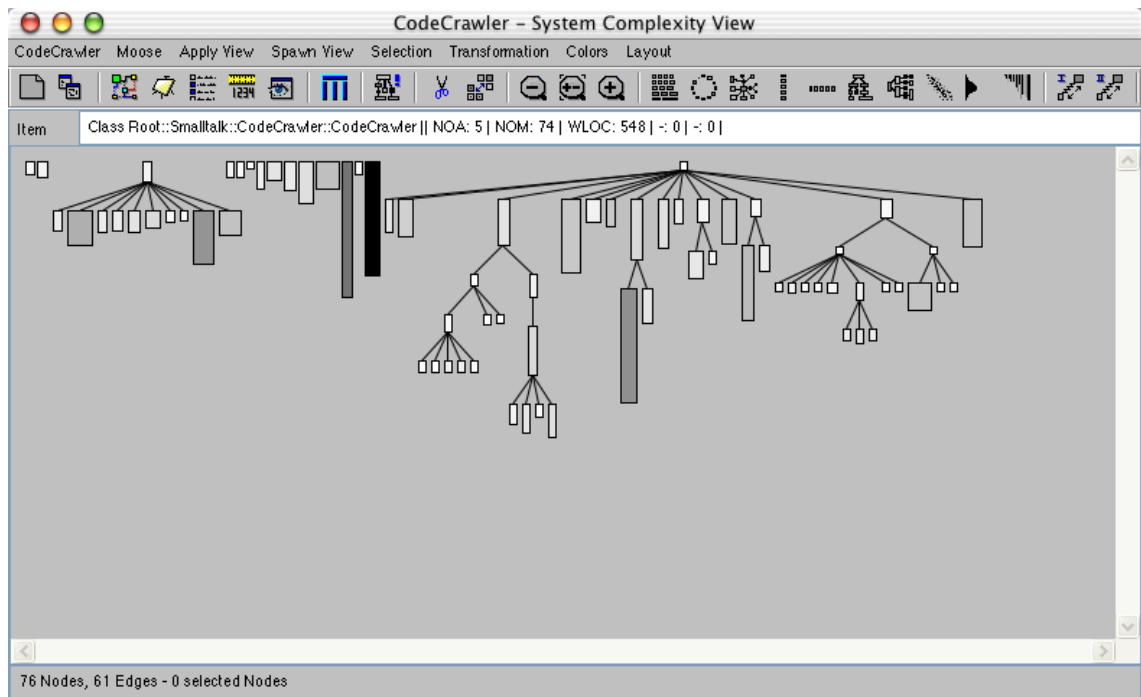 CodeCrawler – System Complexity View
CodeCrawler Moose Apply View Spawn View Selection Transformation Colors Layout
1234
Item Class Root::Smalltalk::CodeCrawler::CodeCrawler || NOA: 5 | NOM: 74 | WLOC: 548 | -: 0 | -: 0 |
76 Nodes, 61 Edges - 0 selected Nodes